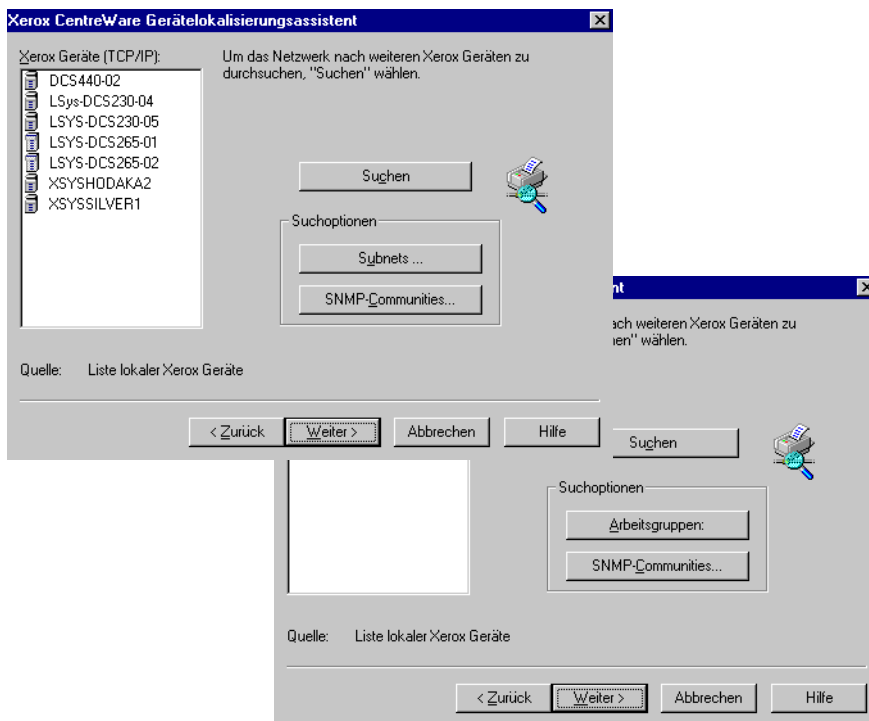 Xerox CentreWare Gerätelokalisierungsassistent
Xerox Geräte (TCP/IP):
Um das Netzwerk nach weiteren Xerox Geräten zu
durchsuchen, "Suchen" wählen.
DCS440-02
LSys-DCS230-04
LSYS-DCS230-05
LSYS-DCS265-01
LSYS-DCS265-02
XSYSHODAKA2
XSYSSILVER1
Suchen
Suchoptionen
Subnets ...
SNMP-Communities...
Quelle: Liste lokaler Xerox Geräte
< Zurück Weiter > Abbrechen Hilfe
nt
ach weiteren Xerox Geräten zu
nen" wählen.
Suchen
Suchoptionen
Arbeitsgruppen:
SNMP-Communities...
Quelle: Liste lokaler Xerox Geräte
< Zurück Weiter > Abbrechen Hilfe